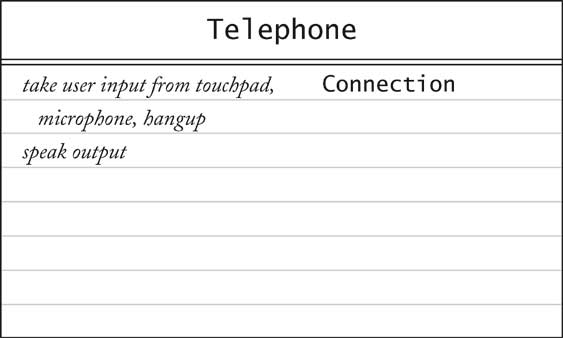 Telephone
take user input from touchpad, Connection
microphone, hangup
speak output